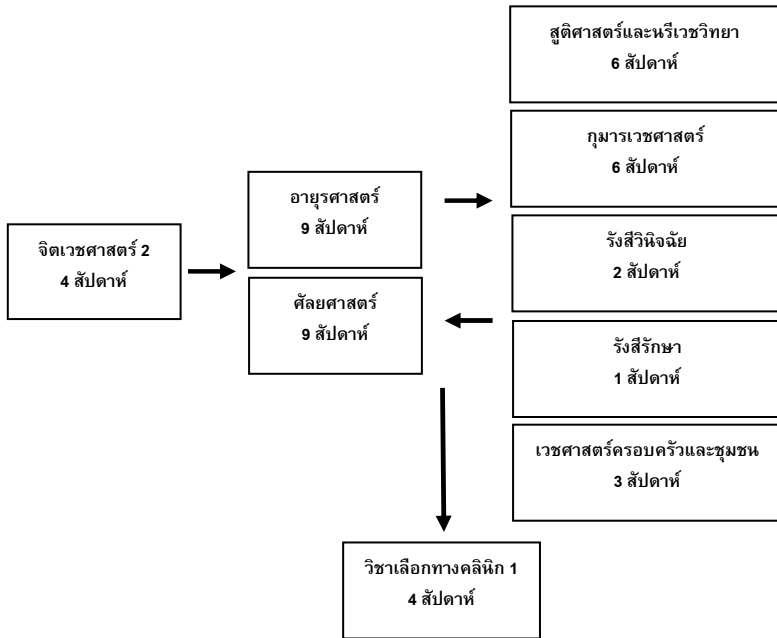 สูติศาสตร์และนรีเวชวิทยา
6 สัปดาห์
กุมารเวชศาสตร์
6 สัปดาห์
อายุรศาสตร์
9 สัปดาห์
รังสีวินิจฉัย
2 สัปดาห์
จิตเวชศาสตร์ 2
4 สัปดาห์
ศัลยศาสตร์
9 สัปดาห์
รังสีรักษา
1 สัปดาห์
เวชศาสตร์ครอบครัวและชุมชน
3 สัปดาห์
วิชาเลือกทางคลินิก 1
4 สัปดาห์